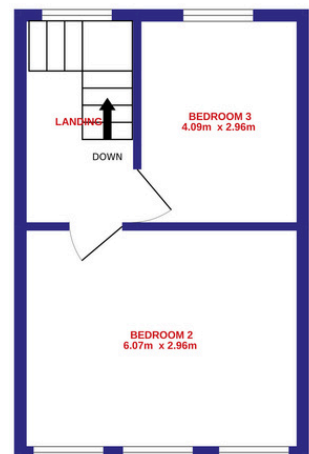 BEDROOM 3
4.09m x 2.96m
LANDING
DOWN
BEDROOM 2
6.07m x 2.96m